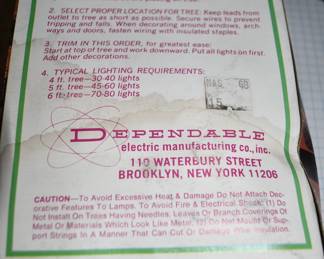 2. SELECT PROPER LOCATION FOR TREE: Keep leads from
outlet to tree as short as possible. Secure wires to prevent
tripping and falls. When decorating around windows, arch-
ways and doors, fasten wiring with insulated staples.
3. TRIM IN THIS ORDER, for greatest ease:
Start at top of tree and work downward. Put all lights on first.
Add other decorations.
4. TYPICAL LIGHTING REQUIREMENTS:
4 ft. tree—30-40 lights
5 ft. tree—45-60 lights
6 ft. tree—70-80 lights
DEPENDABLE
electric manufacturing co., inc.
110 WATERBURY STREET
BROOKLYN, NEW YORK 11206
CAUTION—To Avoid Excessive Heat & Damage Do Not Attach Dec-
orative Features To Lamps. To Avoid Fire & Electrical Shock: (1) Do
Not Install On Trees Having Needles, Leaves Or Branch Coverings Of
Metal Or Materials Which Look Like Metal. (2) Do Not Mount Or Sup-
port Strings In A Manner That Can Cut Or Damage Wire Insulation.